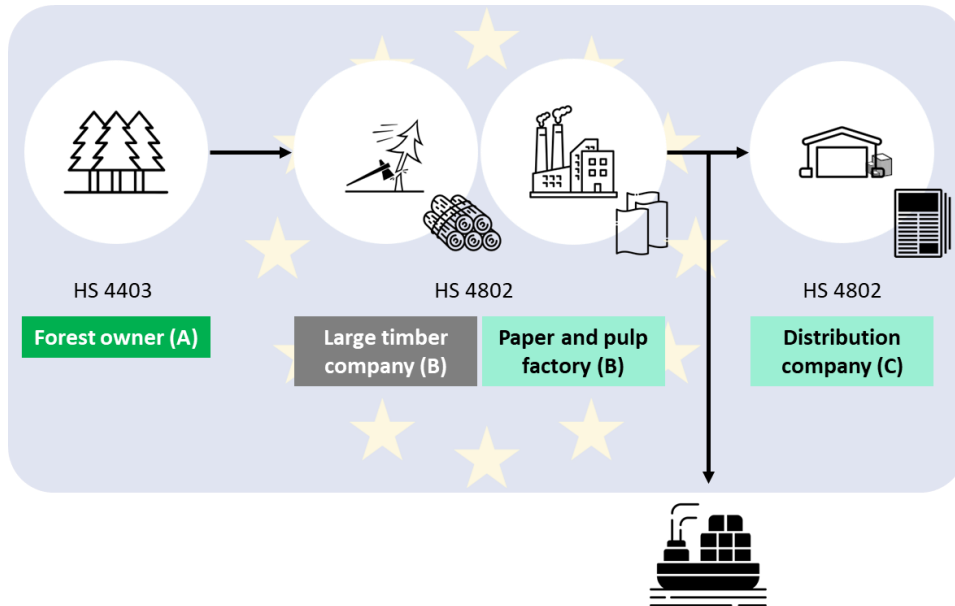 HS 4403
HS 4802
HS 4802
Forest owner (A)
Large timber
company (B)
Paper and pulp
factory (B)
Distribution
company (C)